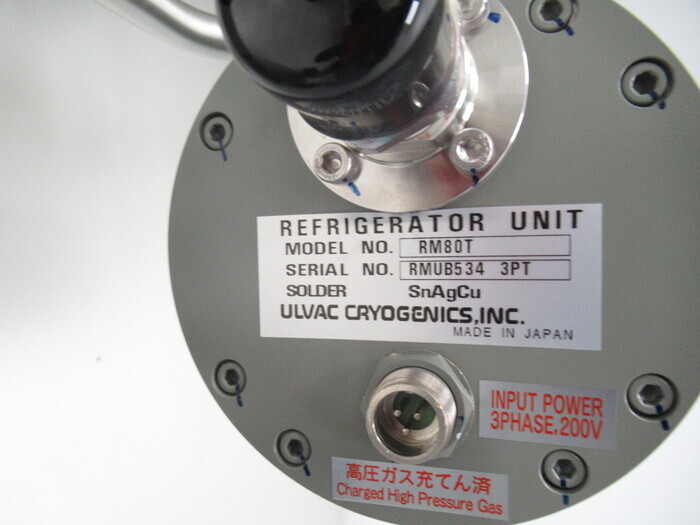 REFRIGERATOR UNIT
MODEL NO. RM80T
SERIAL NO. RMUB534 3PT
SOLDER SnAgCu
ULVAC CRYOGENICS,INC.
MADE IN JAPAN
INPUT POWER
3PHASE,200V
高圧ガス充てん済
Charged High Pressure Gas